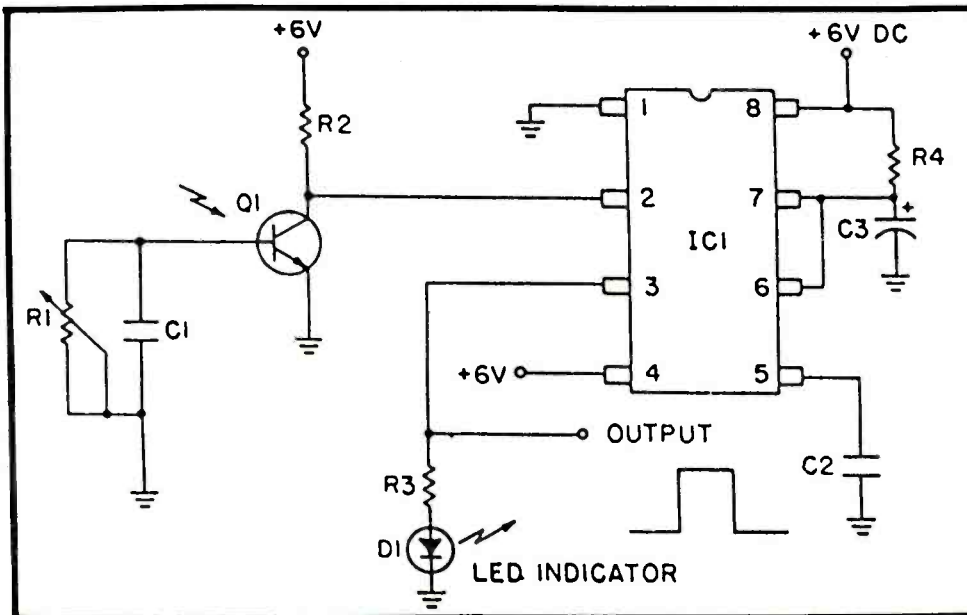 +6V
+6V DC
R2
1
8
R4
Q1
2
7
C3
+
IC1
R1
C1
3
6
+6V
4
5
OUTPUT
C2
R3
D1
LED INDICATOR